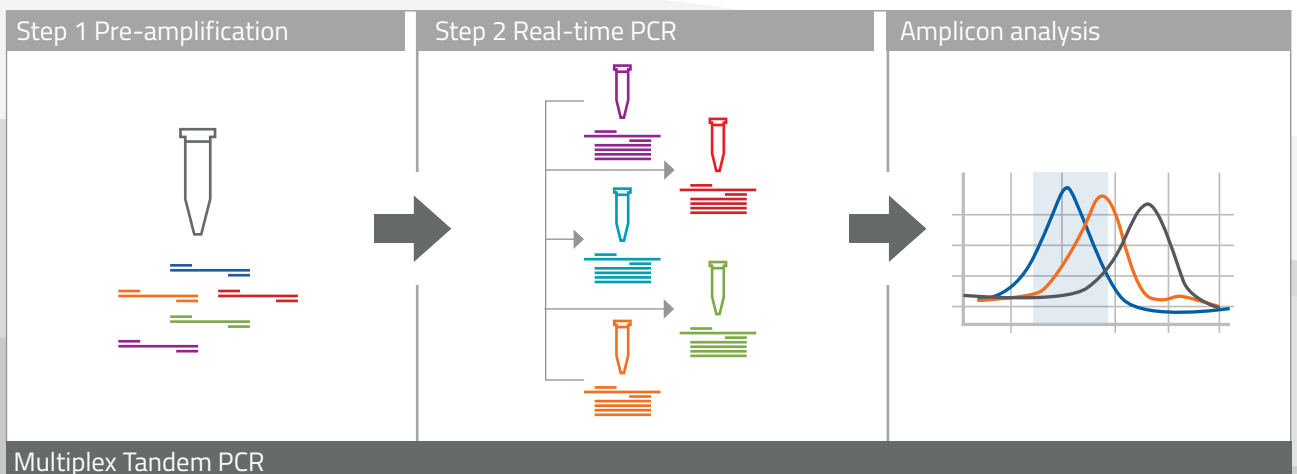 Step 1 Pre-amplification
Step 2 Real-time PCR
Amplicon analysis
Multiplex Tandem PCR